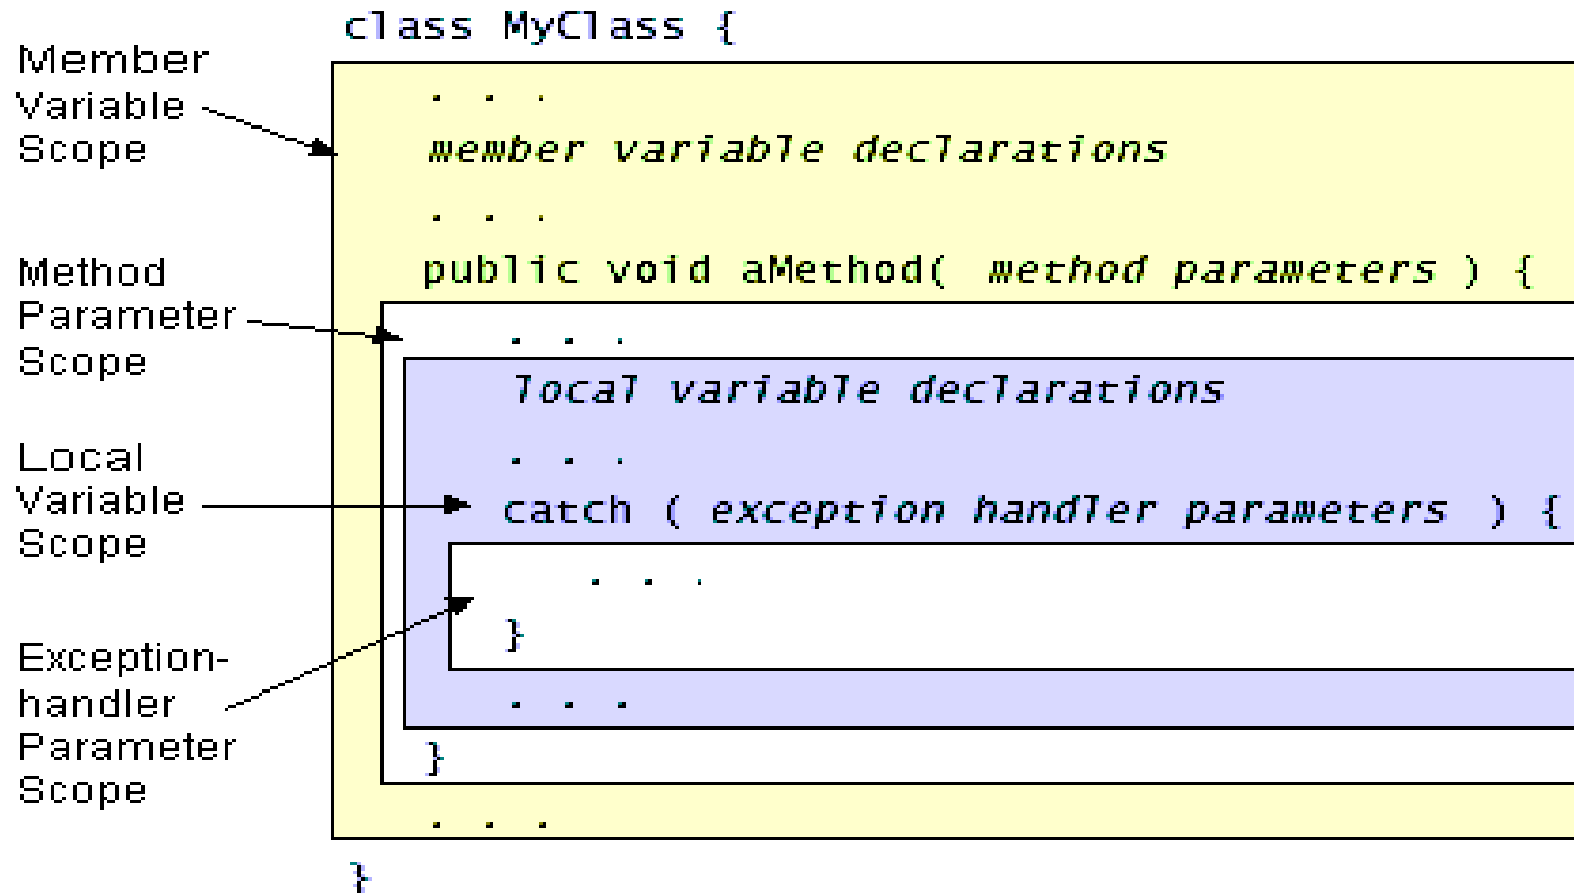 class MyClass {
Member
Variable
Scope
. . .
member variable declarations
. . .
Method
Parameter
Scope
public void aMethod( method parameters ) {
. . .
local variable declarations
. . .
Local
Variable
Scope
catch ( exception handler parameters ) {
. . .
}
Exception-
handler
Parameter
Scope
. . .
}
. . .
}